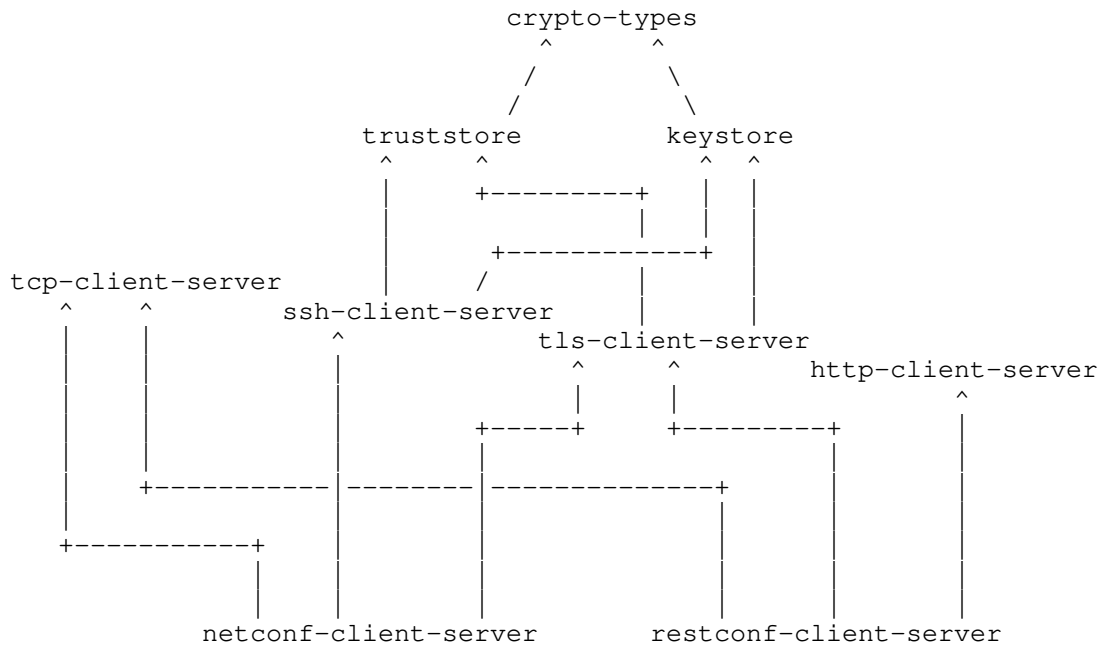 crypto-types
truststore keystore
tcp-client-server
ssh-client-server
tls-client-server
http-client-server
netconf-client-server restconf-client-server